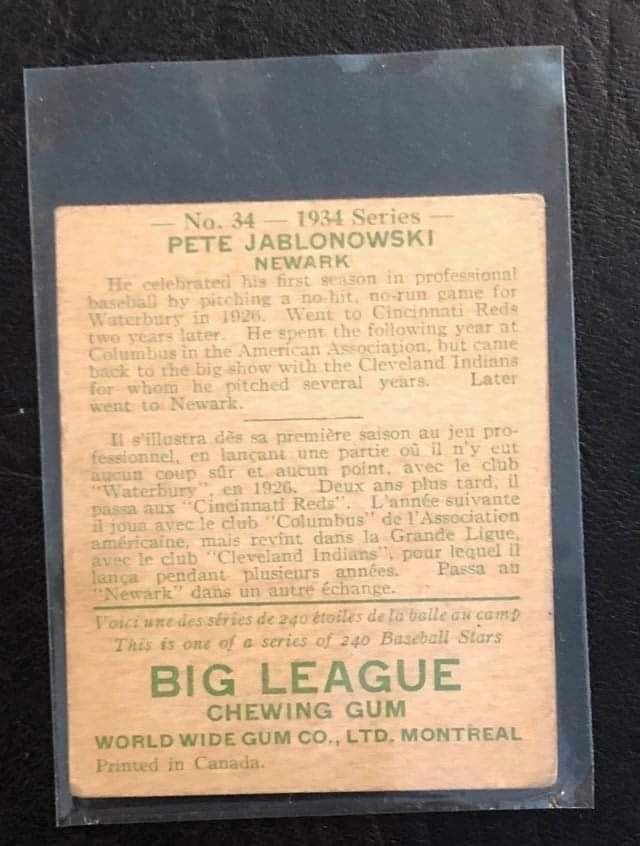 — No. 34 — 1934 Series —
PETE JABLONOWSKI
NEWARK
He celebrated his first season in professional
baseball by pitching a no-hit, no-run game for
Waterbury in 1926. Went to Cincinnati Reds
two years later. He spent the following year at
Columbus in the American Association, but came
back to the big show with the Cleveland Indians
for whom he pitched several years. Later
went to Newark.
Il s'illustra dès sa première saison au jeu pro-
fessionnel, en lançant une partie où il n'y eut
aucun coup sûr et aucun point, avec le club
"Waterbury", en 1926. Deux ans plus tard, il
passa aux "Cincinnati Reds". L'année suivante
il joua avec le club "Columbus" de l'Association
américaine, mais revint dans la Grande Ligue,
avec le club "Cleveland Indians", pour lequel il
lança pendant plusieurs années. Passa au
"Newark" dans un autre échange.
Voici une des séries de 240 étoiles de la balle au camp
This is one of a series of 240 Baseball Stars
BIG LEAGUE
CHEWING GUM
WORLD WIDE GUM CO., LTD. MONTREAL
Printed in Canada.